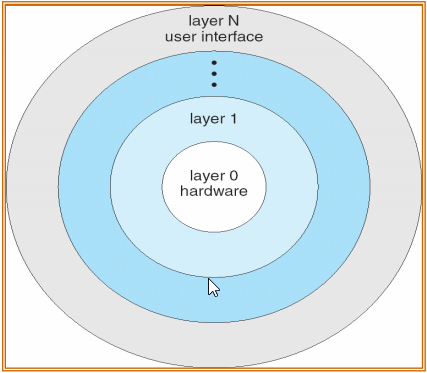 layer N
user interface
layer 1
layer 0
hardware